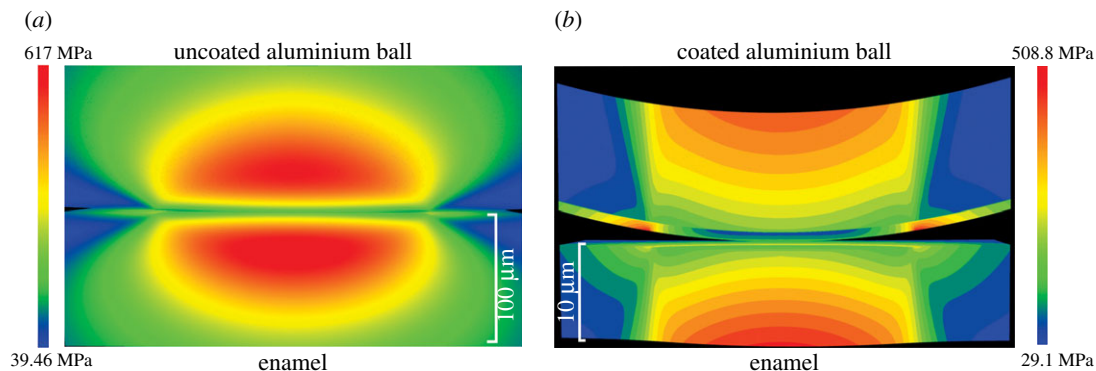 (a)
617 MPa
uncoated aluminium ball
100 µm
39.46 MPa
enamel
(b)
coated aluminium ball
508.8 MPa
10 µm
enamel
29.1 MPa